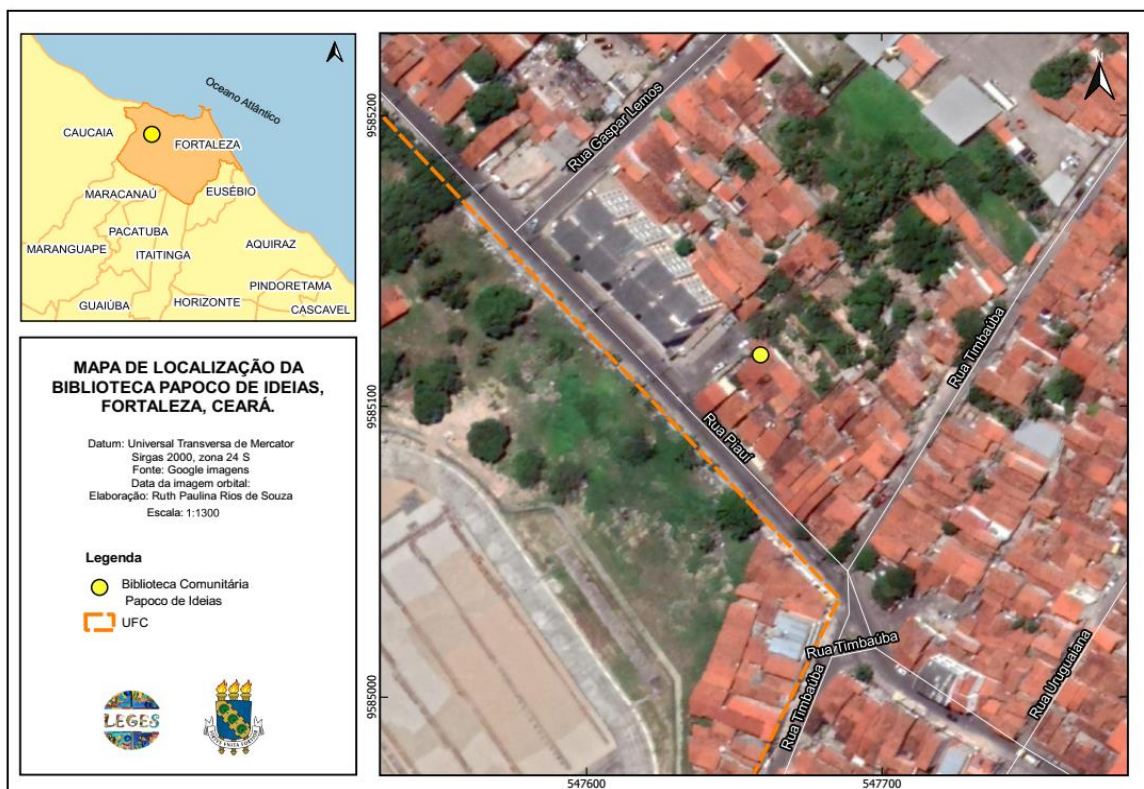 Oceano Atlântico
CAUCAIA
FORTALEZA
MARACANAÚ
EUSÉBIO
PACATUBA
MARANGUAPE
ITAITINGA
AQUIRAZ
PINDORETAMA
GUAIÚBA
HORIZONTE
CASCAVEL
MAPA DE LOCALIZAÇÃO DA
BIBLIOTECA PAPOCO DE IDEIAS,
FORTALEZA, CEARÁ.
Datum: Universal Transversa de Mercator
Sirgas 2000, zona 24 S
Fonte: Google imagens
Data da imagem orbital:
Elaboração: Ruth Paulina Rios de Souza
Escala: 1:1300
Legenda
Biblioteca Comunitária
Papoco de Ideias
UFC
LEGES
9585200
9585100
9585000
N
Rua Gaspar Lemos
Rua Timbaúba
Rua Piauí
Rua Timbaúba
Rua Timbaúba
Rua Uruguaiana
547600
547700